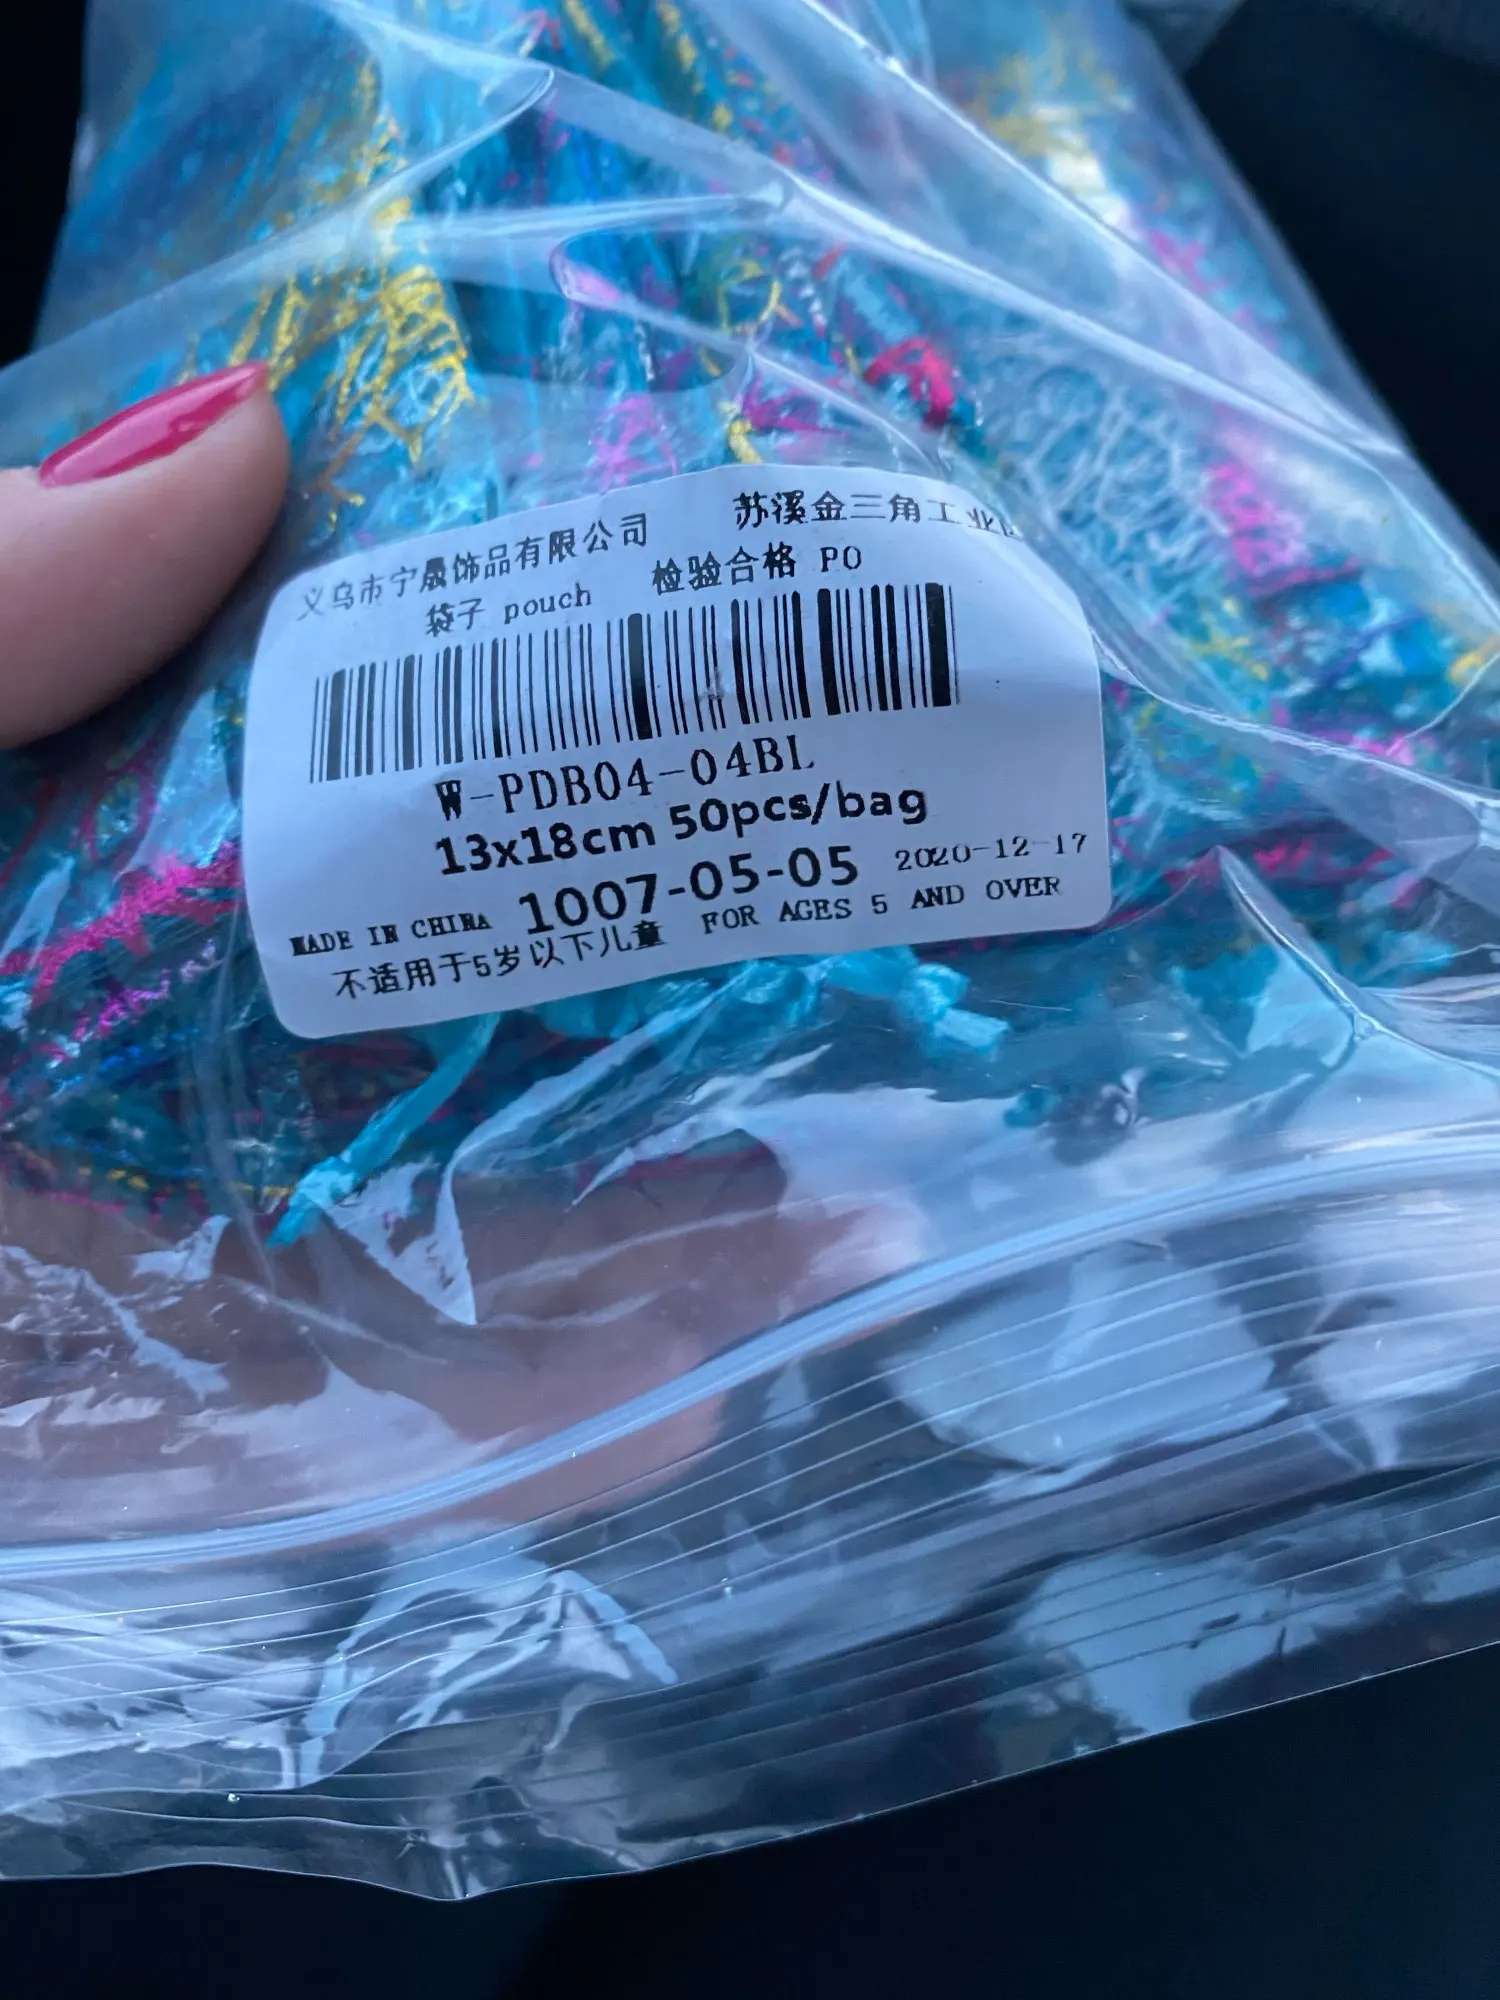 义乌市宁晟饰品有限公司 苏溪金三角工业
袋子 pouch 检验合格 PO
W-PDB04-04BL
13x18cm 50pcs/bag
1007-05-05 2020-12-17
MADE IN CHINA FOR AGES 5 AND OVER
不适用于5岁以下儿童